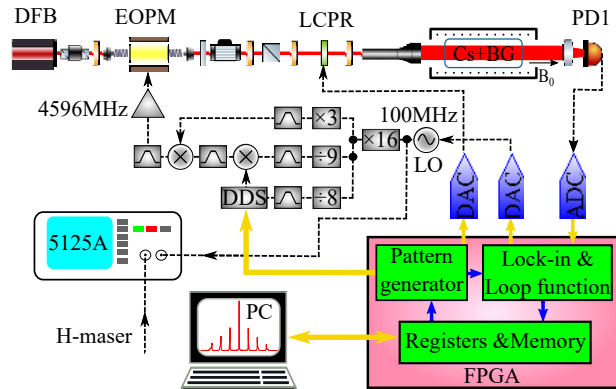 DFB
EOPM
LCPR
PD1
Cs+BG
B0
4596MHz
100MHz
×3
×16
LO
÷9
DDS
÷8
DAC
DAC
ADC
5125A
Pattern
generator
Lock-in &
Loop function
H-maser
PC
Registers &Memory
FPGA